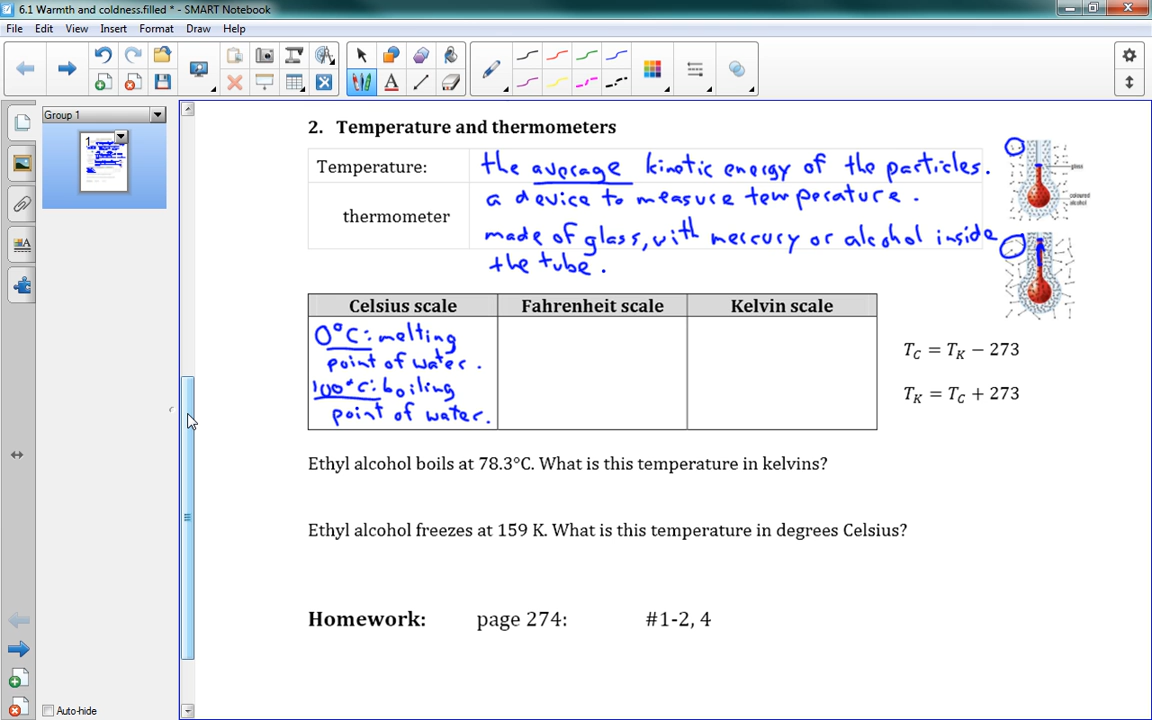 6.1 Warmth and coldness.filled * - SMART Notebook
File Edit View Insert Format Draw Help
Group 1
1
2. Temperature and thermometers
Temperature: the average kinetic energy of the particles.
thermometer a device to measure temperature.
made of glass, with mercury or alcohol inside
the tube.
glass
coloured
alcohol
Celsius scale Fahrenheit scale Kelvin scale
0°C: melting
point of water.
100°C: boiling
point of water.
T_C = T_K − 273
T_K = T_C + 273
Ethyl alcohol boils at 78.3°C. What is this temperature in kelvins?
Ethyl alcohol freezes at 159 K. What is this temperature in degrees Celsius?
Homework: page 274: #1-2, 4
Auto-hide